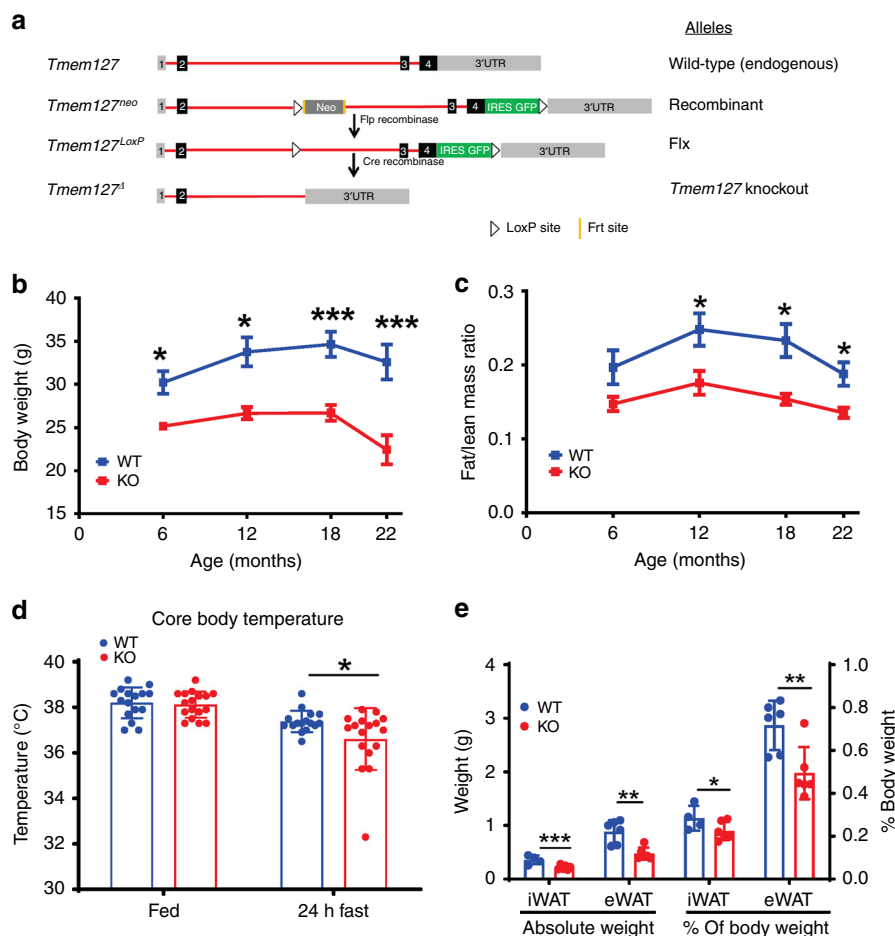 a
Alleles
Tmem127 1 2 3 4 3′UTR Wild-type (endogenous)
Tmem127neo 1 2 Neo 3 4 IRES GFP 3′UTR Recombinant
Flp recombinase
Tmem127LoxP 1 2 3 4 IRES GFP 3′UTR Flx
Cre recombinase
Tmem127Δ 1 2 3′UTR Tmem127 knockout
LoxP site Frt site
b
Body weight (g)
40
35
30
25
20
15
* * *** ***
WT
KO
0 6 12 18 22
Age (months)
c
Fat/lean mass ratio
0.3
0.2
0.1
0.0
* * *
WT
KO
0 6 12 18 22
Age (months)
d
Core body temperature
WT
KO
*
Temperature (°C)
40
38
36
34
32
30
Fed 24 h fast
e
Weight (g)
4
3
2
1
0
WT
KO
*** ** * **
1.0
0.8
0.6
0.4
0.2
0.0
% Body weight
iWAT eWAT iWAT eWAT
Absolute weight % Of body weight